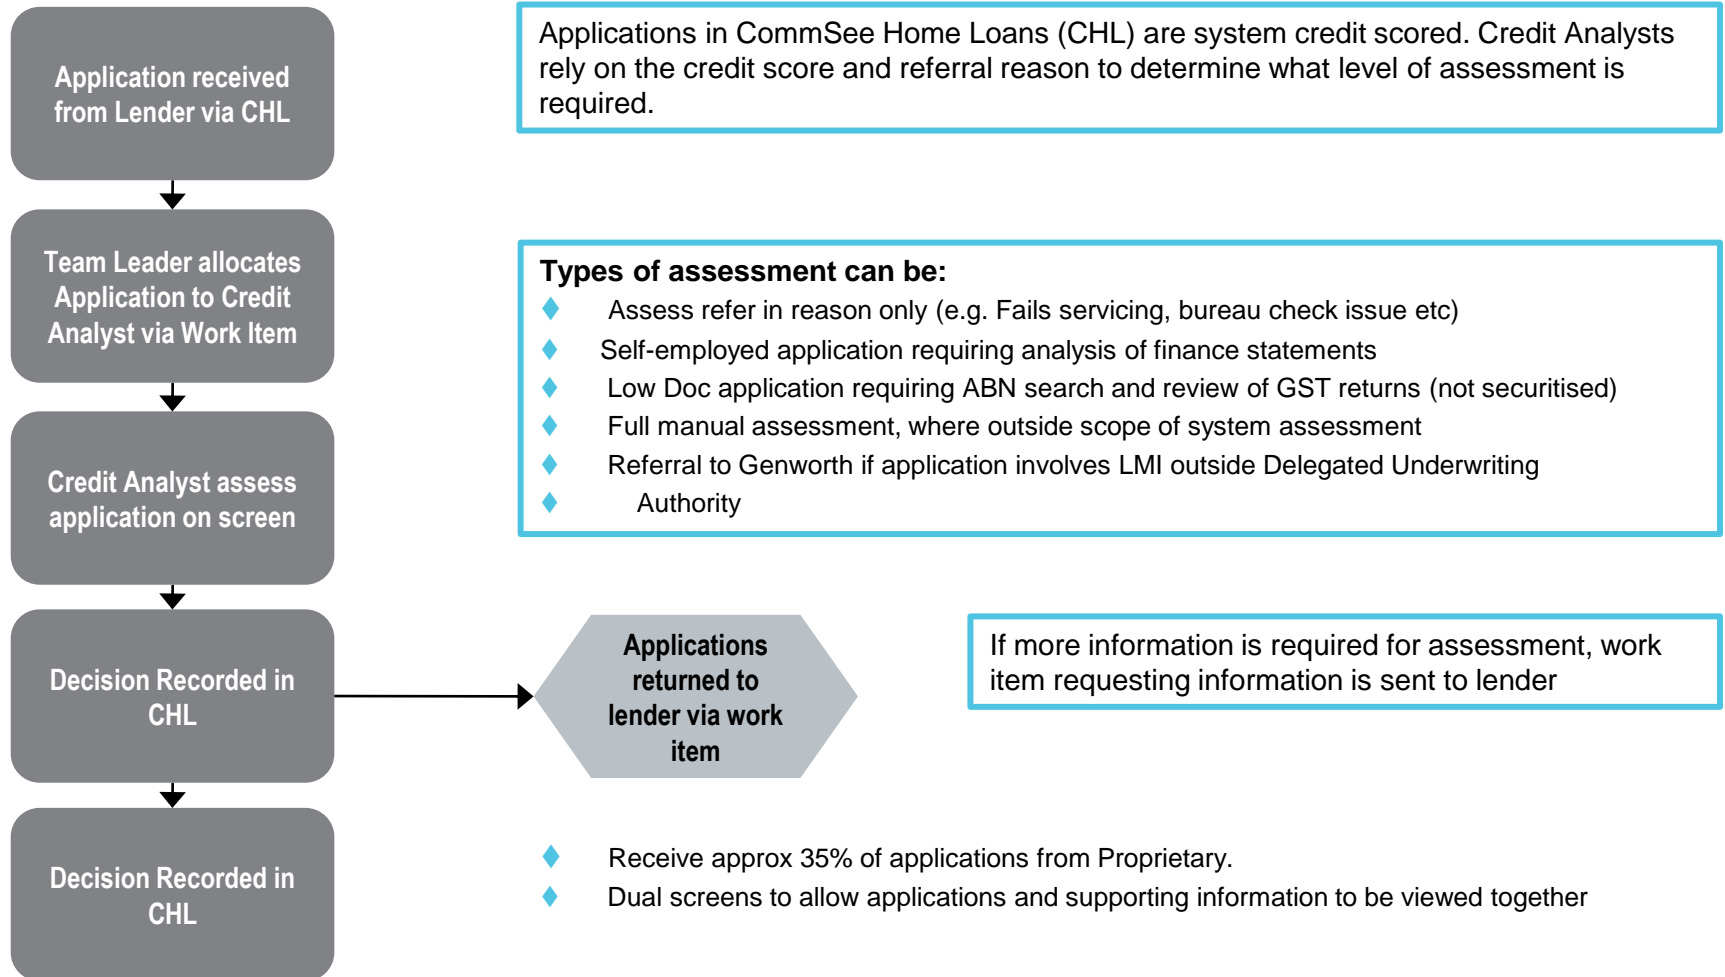 Application received
from Lender via CHL
Applications in CommSee Home Loans (CHL) are system credit scored. Credit Analysts
rely on the credit score and referral reason to determine what level of assessment is
required.
Team Leader allocates
Application to Credit
Analyst via Work Item
Types of assessment can be:
Assess refer in reason only (e.g. Fails servicing, bureau check issue etc)
Self-employed application requiring analysis of finance statements
Low Doc application requiring ABN search and review of GST returns (not securitised)
Full manual assessment, where outside scope of system assessment
Referral to Genworth if application involves LMI outside Delegated Underwriting
Authority
Credit Analyst assess
application on screen
Decision Recorded in
CHL
Applications
returned to
lender via work
item
If more information is required for assessment, work
item requesting information is sent to lender
Decision Recorded in
CHL
Receive approx 35% of applications from Proprietary.
Dual screens to allow applications and supporting information to be viewed together